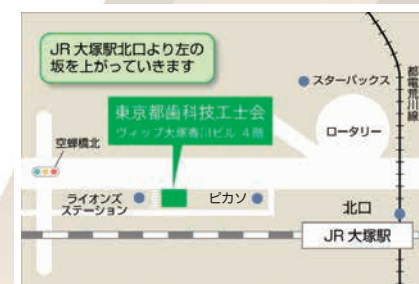 JR 大塚駅北口より左の
坂を上がっていきます
スターバックス
都電荒川線
東京都歯科技工士会
ヴィップ大塚香川ビル 4階
ロータリー
空蝉橋北
ライオンズ
ステーション
ピカソ
北口
JR 大塚駅